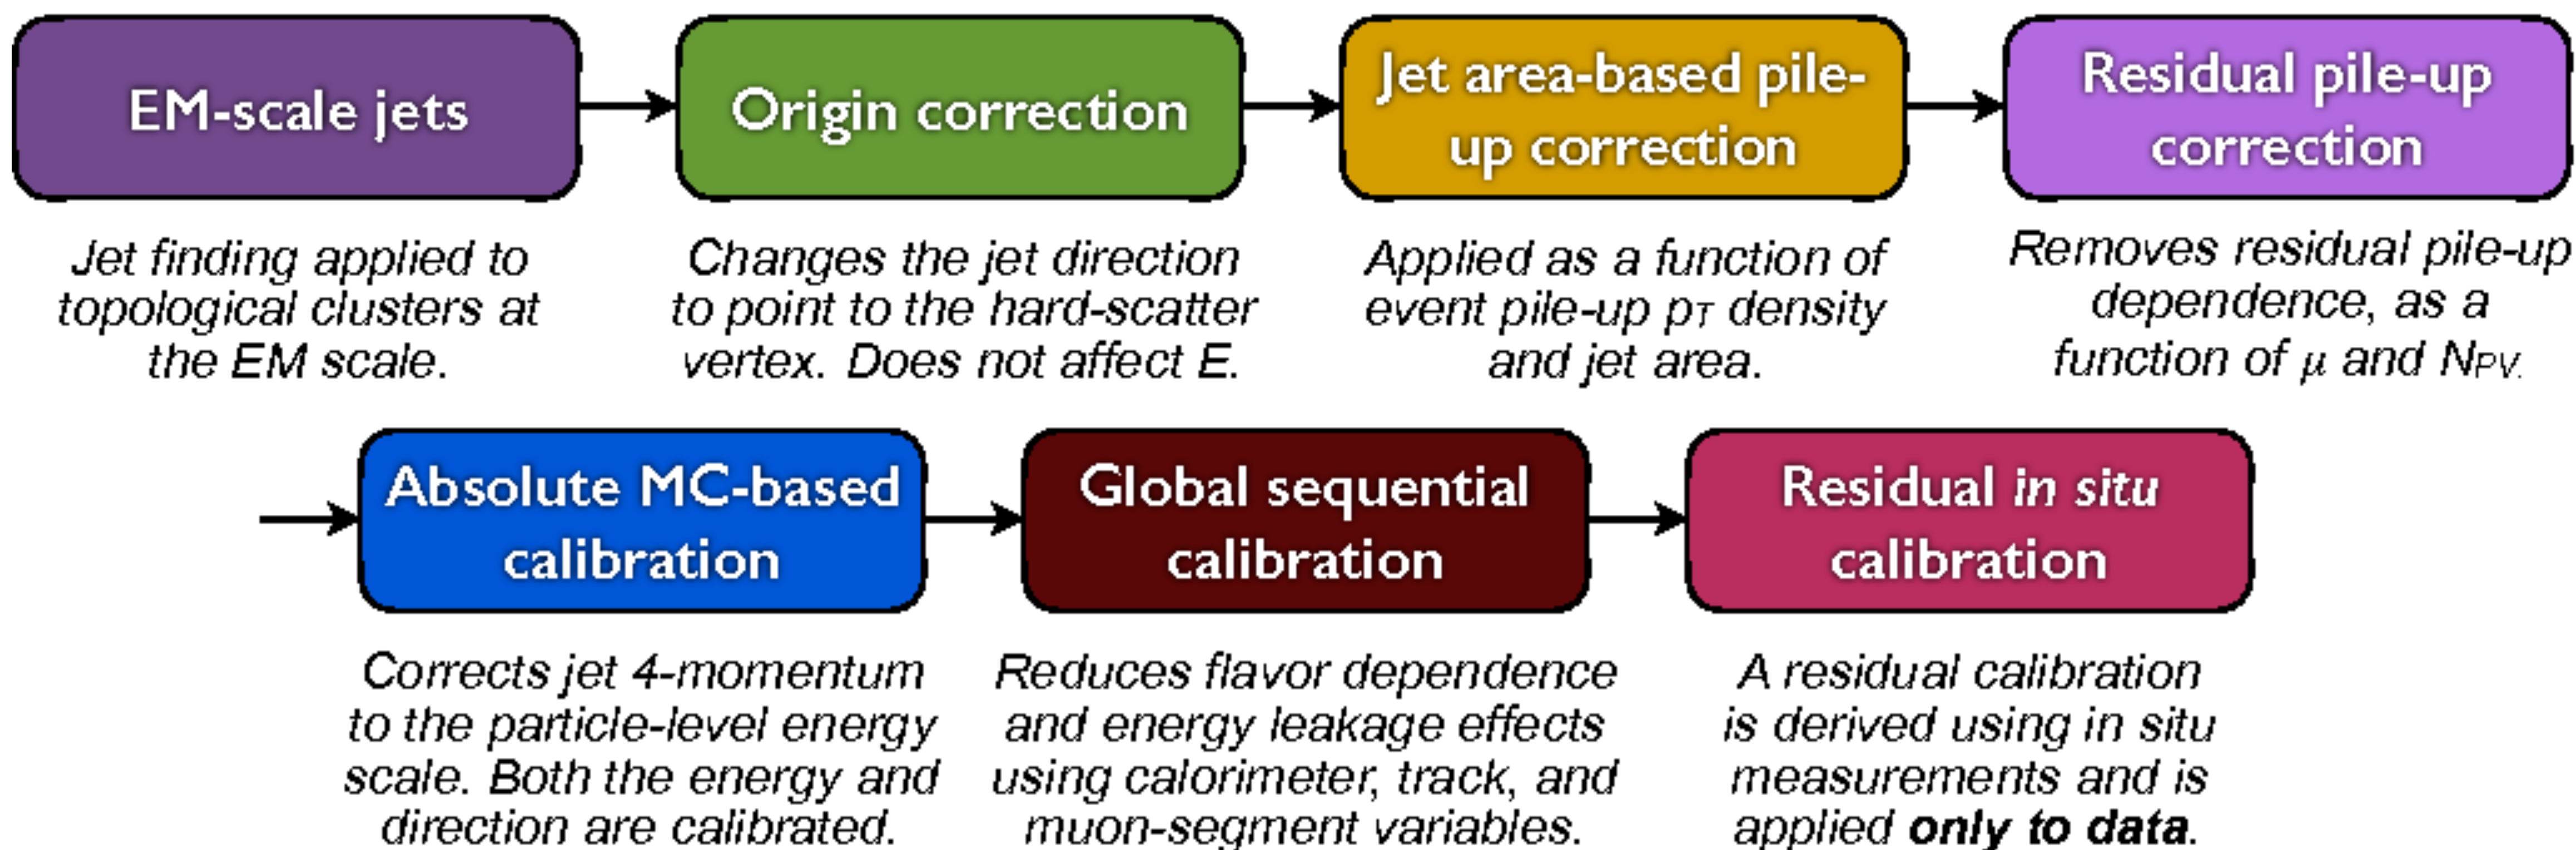 EM-scale jets
Jet finding applied to
topological clusters at
the EM scale.
Origin correction
Changes the jet direction
to point to the hard-scatter
vertex. Does not affect E.
Jet area-based pile-
up correction
Applied as a function of
event pile-up pT density
and jet area.
Residual pile-up
correction
Removes residual pile-up
dependence, as a
function of μ and NPV.
Absolute MC-based
calibration
Corrects jet 4-momentum
to the particle-level energy
scale. Both the energy and
direction are calibrated.
Global sequential
calibration
Reduces flavor dependence
and energy leakage effects
using calorimeter, track, and
muon-segment variables.
Residual in situ
calibration
A residual calibration
is derived using in situ
measurements and is
applied only to data.